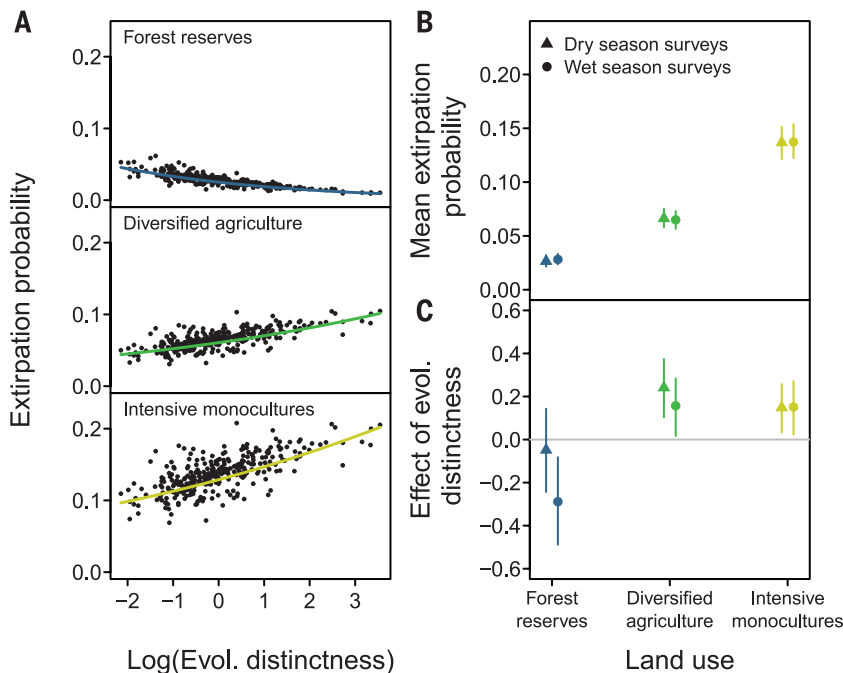 A
Extirpation probability
Forest reserves
0.2
0.1
0.0
Diversified agriculture
0.2
0.1
0.0
Intensive monocultures
0.2
0.1
0.0
−2 −1 0 1 2 3
Log(Evol. distinctness)
B
Mean extirpation
probability
Dry season surveys
Wet season surveys
0.20
0.15
0.10
0.05
0.00
C
Effect of evol.
distinctness
0.6
0.4
0.2
0.0
−0.2
−0.4
−0.6
Forest
reserves
Diversified
agriculture
Intensive
monocultures
Land use